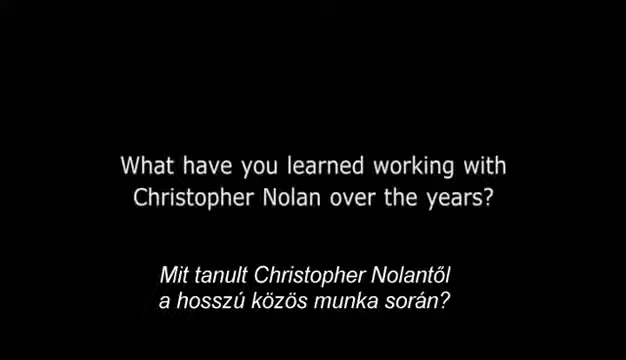 What have you learned working with
Christopher Nolan over the years?
Mit tanult Christopher Nolantől
a hosszú közös munka során?